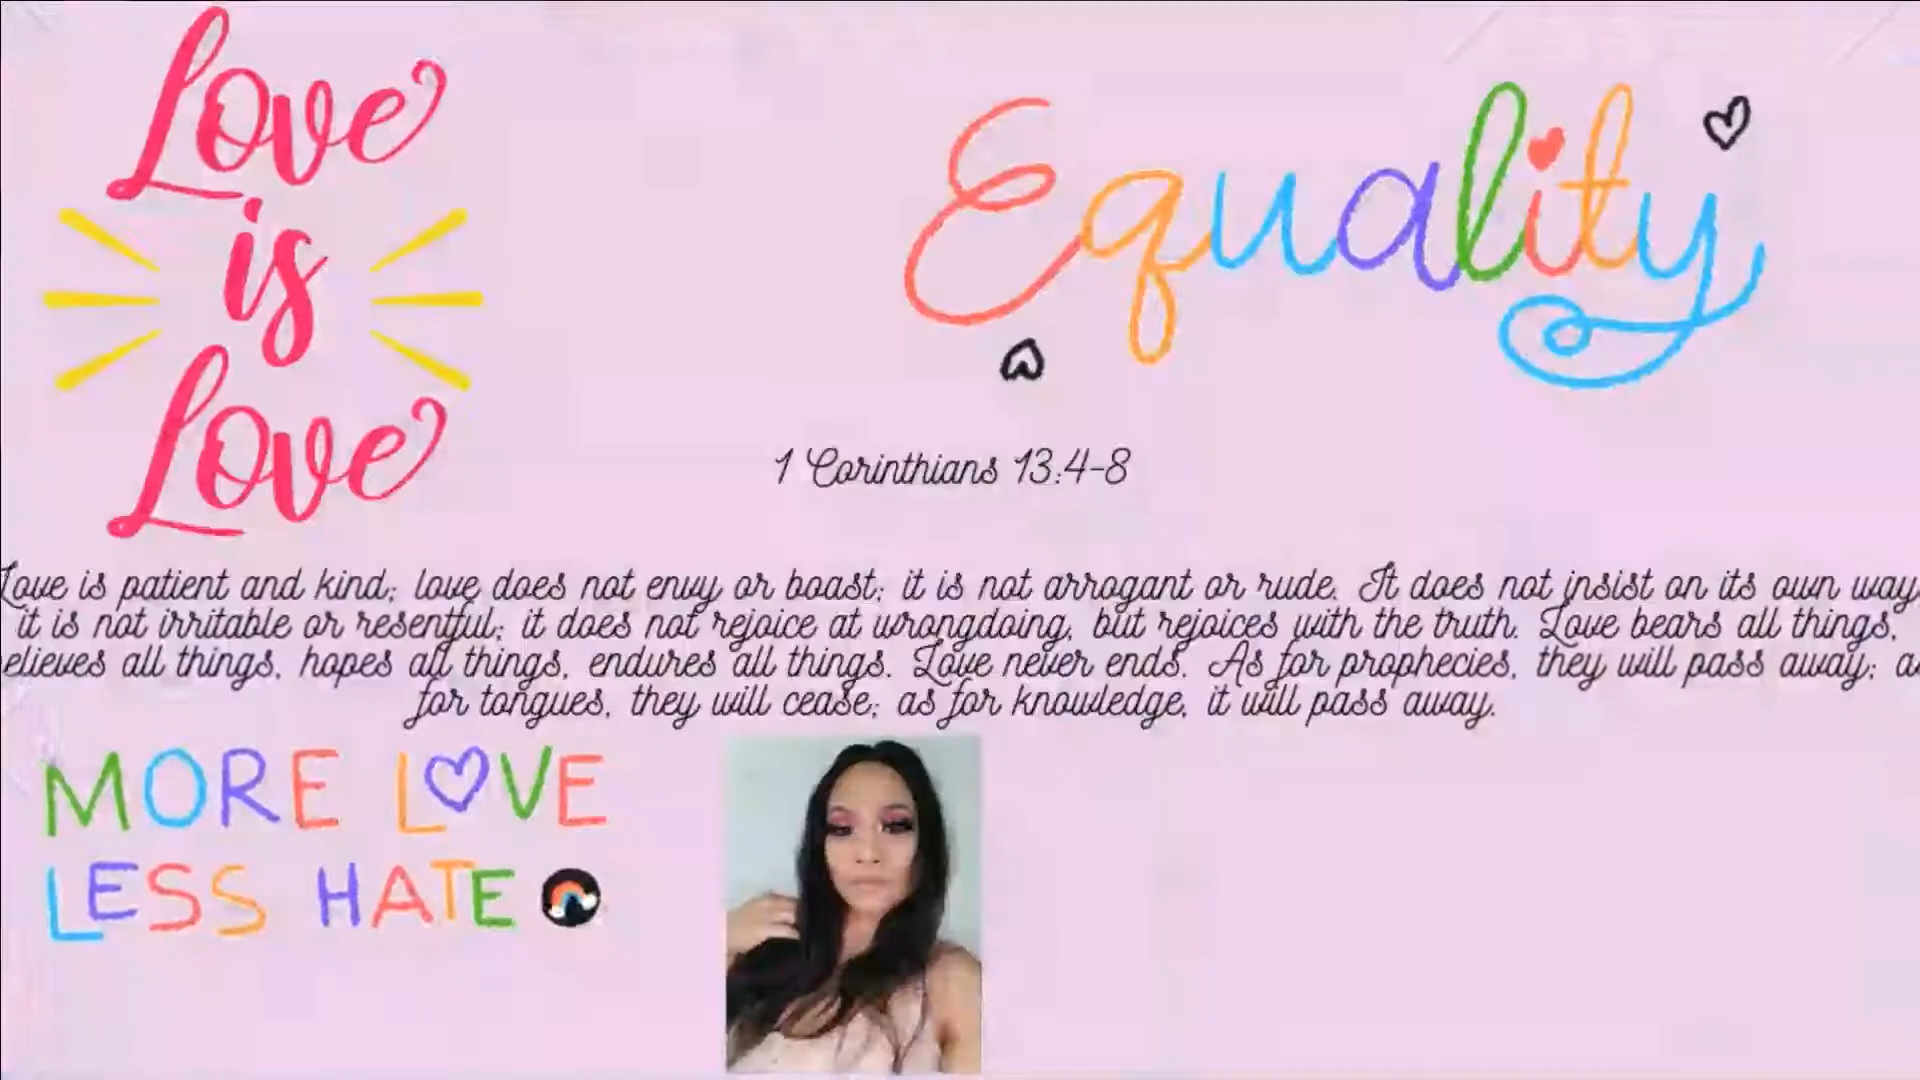 Love
is
Love
Equality
1 Corinthians 13:4-8
Love is patient and kind; love does not envy or boast; it is not arrogant or rude. It does not insist on its own way;
it is not irritable or resentful; it does not rejoice at wrongdoing, but rejoices with the truth. Love bears all things,
elieves all things, hopes all things, endures all things. Love never ends. As for prophecies, they will pass away; as
for tongues, they will cease; as for knowledge, it will pass away.
MORE LOVE
LESS HATE